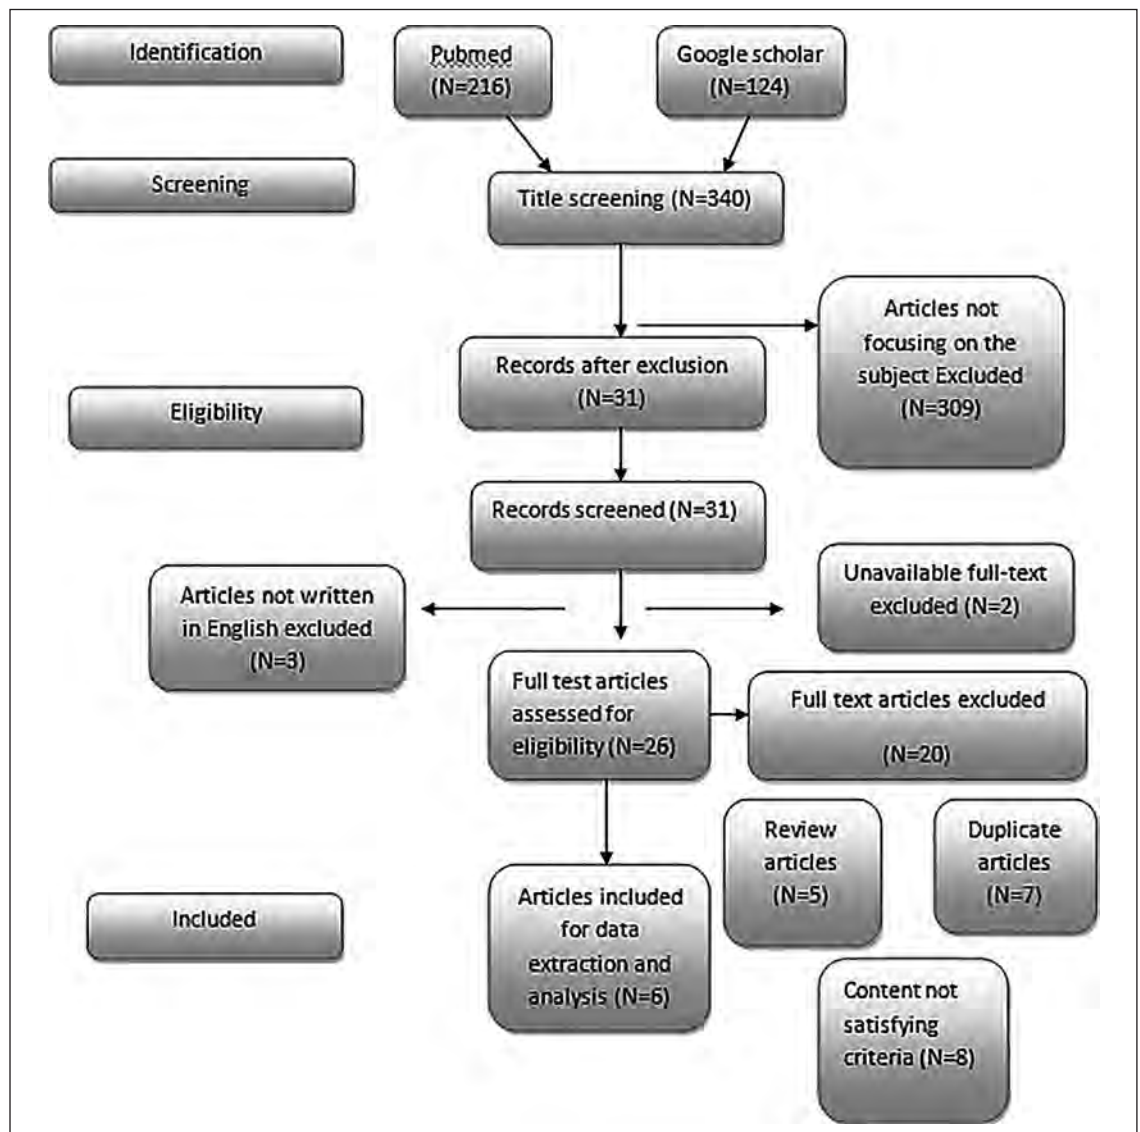 Identification
Pubmed
(N=216)
Google scholar
(N=124)
Screening
Title screening (N=340)
Articles not
focusing on the
subject Excluded
(N=309)
Records after exclusion
(N=31)
Eligibility
Records screened (N=31)
Unavailable full-text
excluded (N=2)
Articles not written
in English excluded
(N=3)
Full test articles
assessed for
eligibility (N=26)
Full text articles excluded
(N=20)
Review
articles
(N=5)
Duplicate
articles
(N=7)
Included
Articles included
for data
extraction and
analysis (N=6)
Content not
satisfying
criteria (N=8)